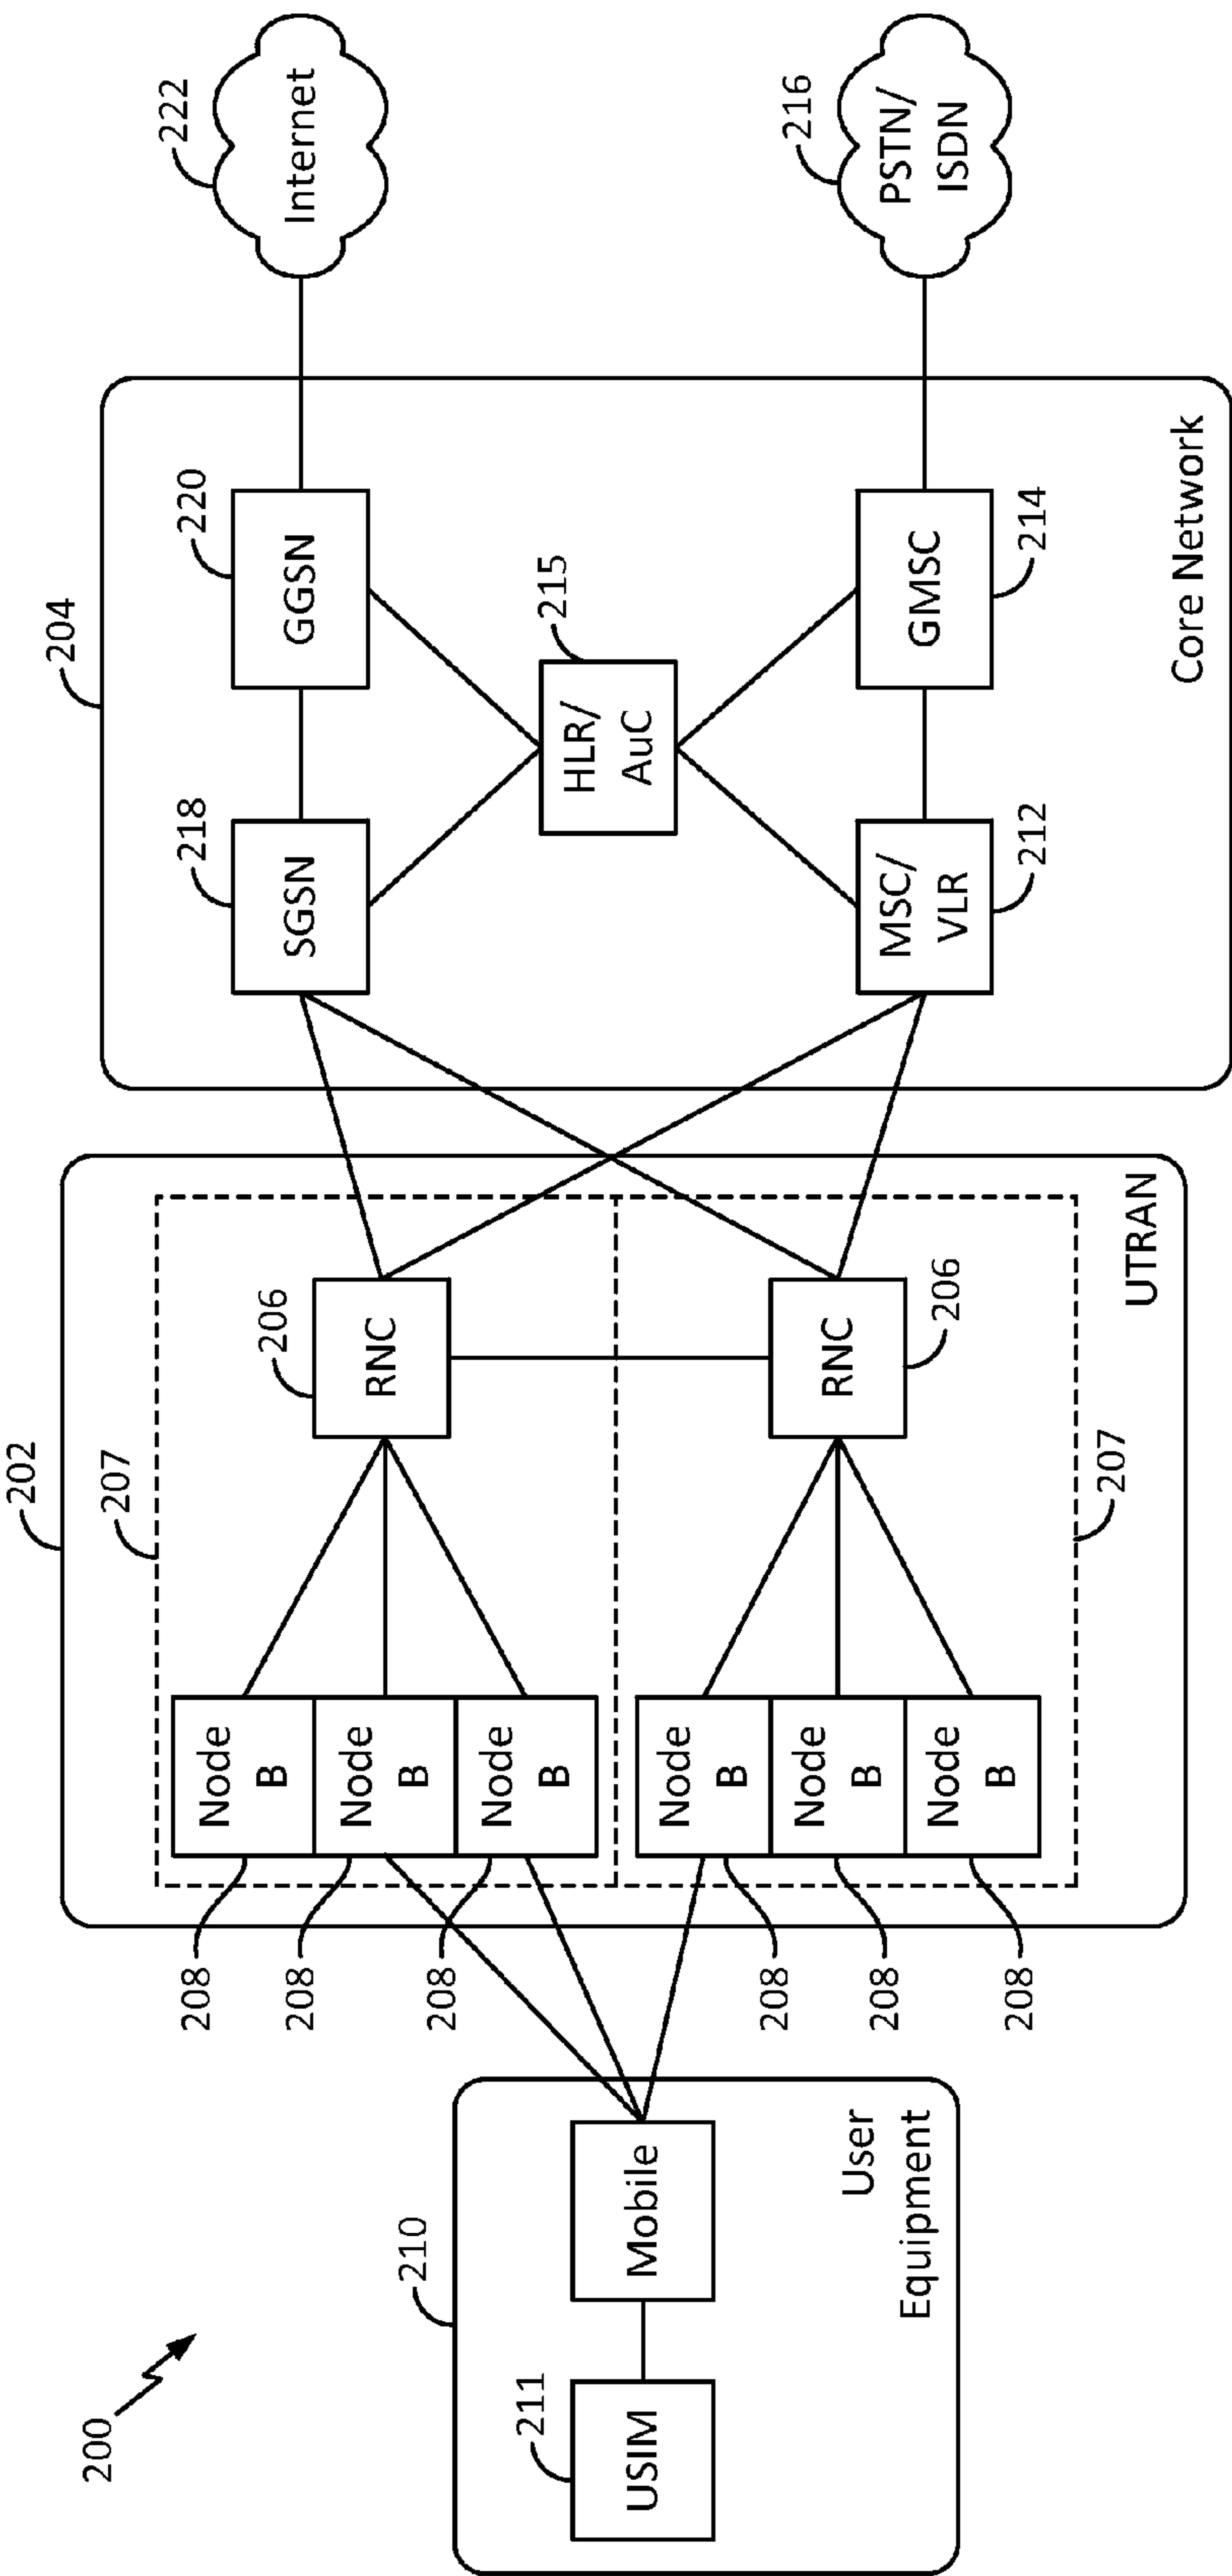 200
210
211
USIM
Mobile
User
Equipment
202
207
208
Node
B
208
Node
B
208
Node
B
206
RNC
208
Node
B
208
Node
B
208
Node
B
RNC
206
207
UTRAN
204
218
SGSN
220
GGSN
215
HLR/
AuC
MSC/
VLR
212
GMSC
214
Core Network
222
Internet
216
PSTN/
ISDN